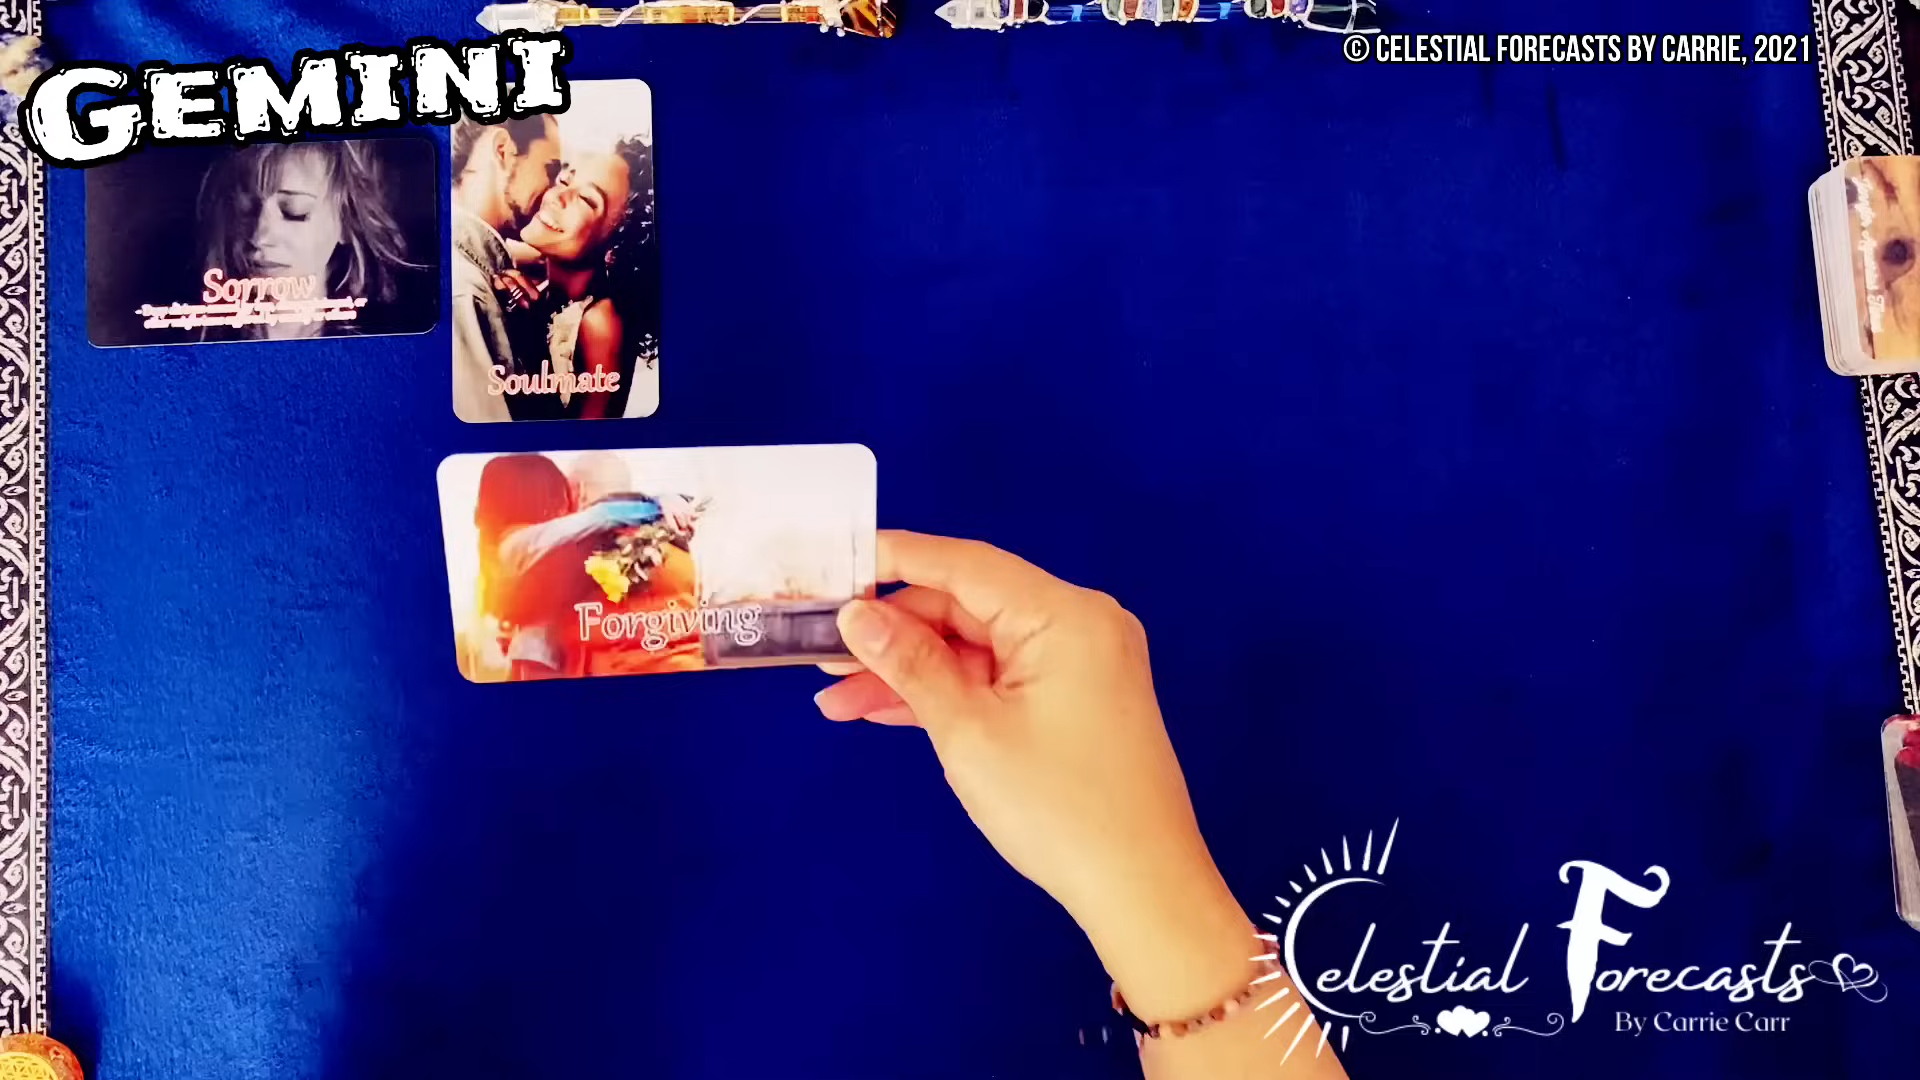 GEMINI
© CELESTIAL FORECASTS BY CARRIE, 2021
Sorrow
Soulmate
Forgiving
Celestial Forecasts
By Carrie Carr